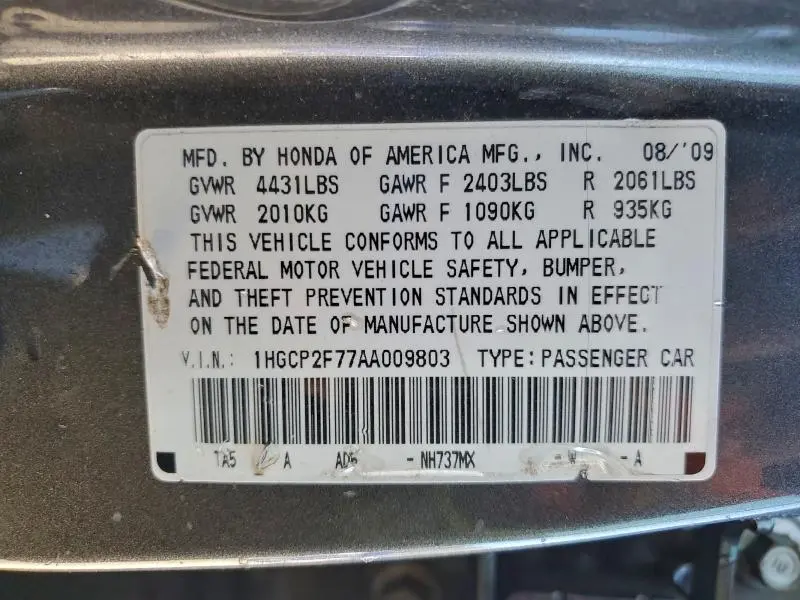 MFD. BY HONDA OF AMERICA MFG., INC. 08/'09
GVWR 4431LBS GAWR F 2403LBS R 2061LBS
GVWR 2010KG GAWR F 1090KG R 935KG
THIS VEHICLE CONFORMS TO ALL APPLICABLE
FEDERAL MOTOR VEHICLE SAFETY, BUMPER,
AND THEFT PREVENTION STANDARDS IN EFFECT
ON THE DATE OF MANUFACTURE SHOWN ABOVE.
V.I.N.: 1HGCP2F77AA009803 TYPE: PASSENGER CAR
TA5 A - NH737MX - W - A